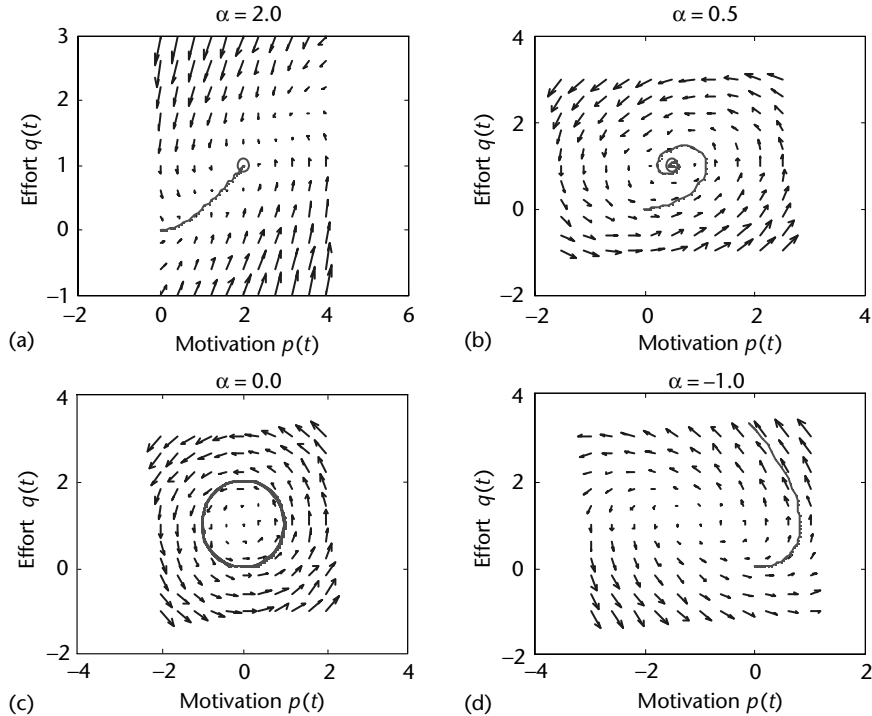 α = 2.0
3
2
1
0
−1
Effort q(t)
−2
0
2
4
6
Motivation p(t)
(a)
α = 0.5
4
2
0
−2
Effort q(t)
−2
0
2
4
Motivation p(t)
(b)
α = 0.0
4
2
0
−2
Effort q(t)
−4
−2
0
2
4
Motivation p(t)
(c)
α = –1.0
4
2
0
−2
Effort q(t)
−4
−2
0
2
Motivation p(t)
(d)